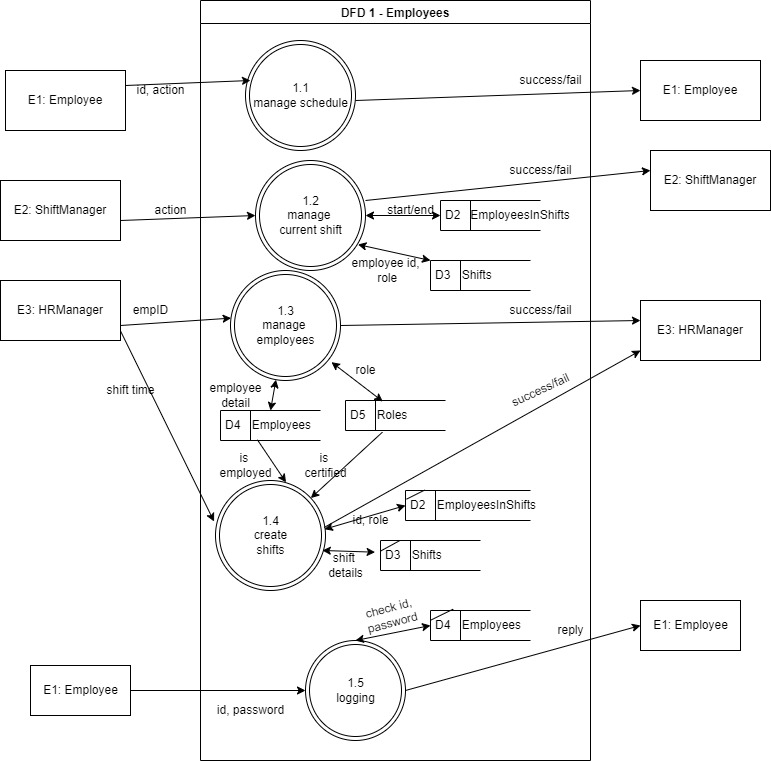 DFD 1 - Employees
E1: Employee
id, action
1.1
manage schedule
success/fail
E1: Employee
E2: ShiftManager
action
1.2
manage
current shift
success/fail
E2: ShiftManager
start/end
D2 EmployeesInShifts
employee id,
role
D3 Shifts
E3: HRManager
empID
1.3
manage
employees
success/fail
E3: HRManager
shift time
employee
detail
role
D4 Employees
D5 Roles
success/fail
is
employed
is
certified
1.4
create
shifts
id, role
D2 EmployeesInShifts
shift
details
D3 Shifts
check id,
password
D4 Employees
E1: Employee
id, password
1.5
logging
reply
E1: Employee